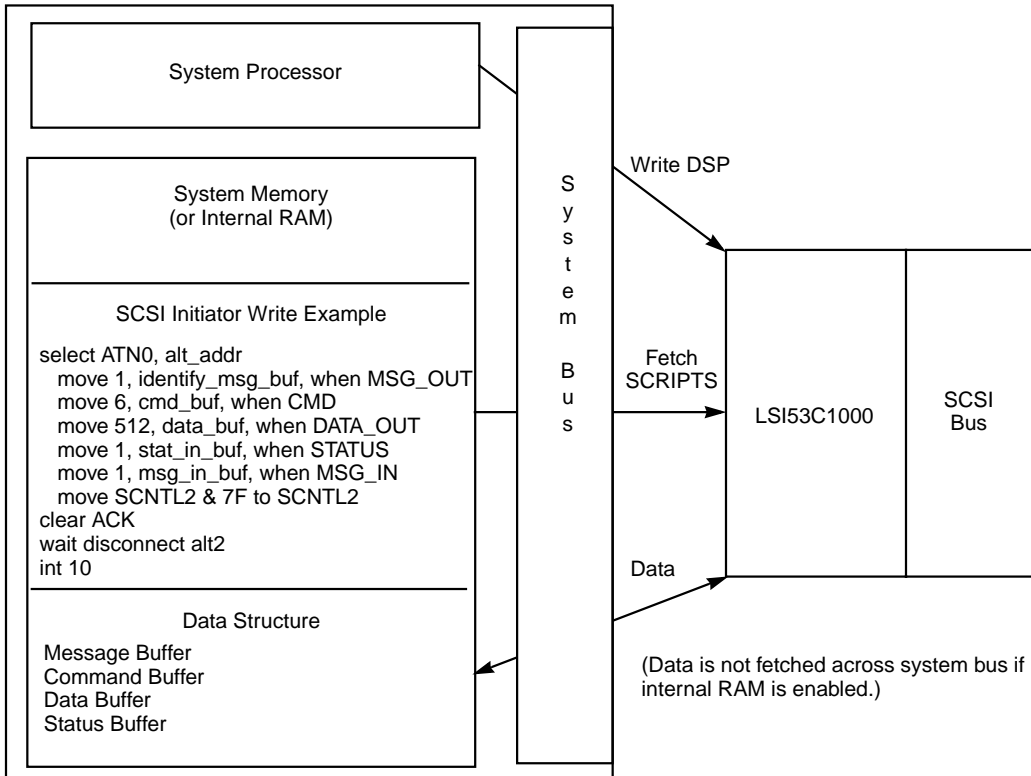 System Processor
System Memory
(or Internal RAM)
SCSI Initiator Write Example
select ATN0, alt_addr
move 1, identify_msg_buf, when MSG_OUT
move 6, cmd_buf, when CMD
move 512, data_buf, when DATA_OUT
move 1, stat_in_buf, when STATUS
move 1, msg_in_buf, when MSG_IN
move SCNTL2 & 7F to SCNTL2
clear ACK
wait disconnect alt2
int 10
Data Structure
Message Buffer
Command Buffer
Data Buffer
Status Buffer
System Bus
Write DSP
Fetch
SCRIPTS
Data
LSI53C1000
SCSI
Bus
(Data is not fetched across system bus if
internal RAM is enabled.)